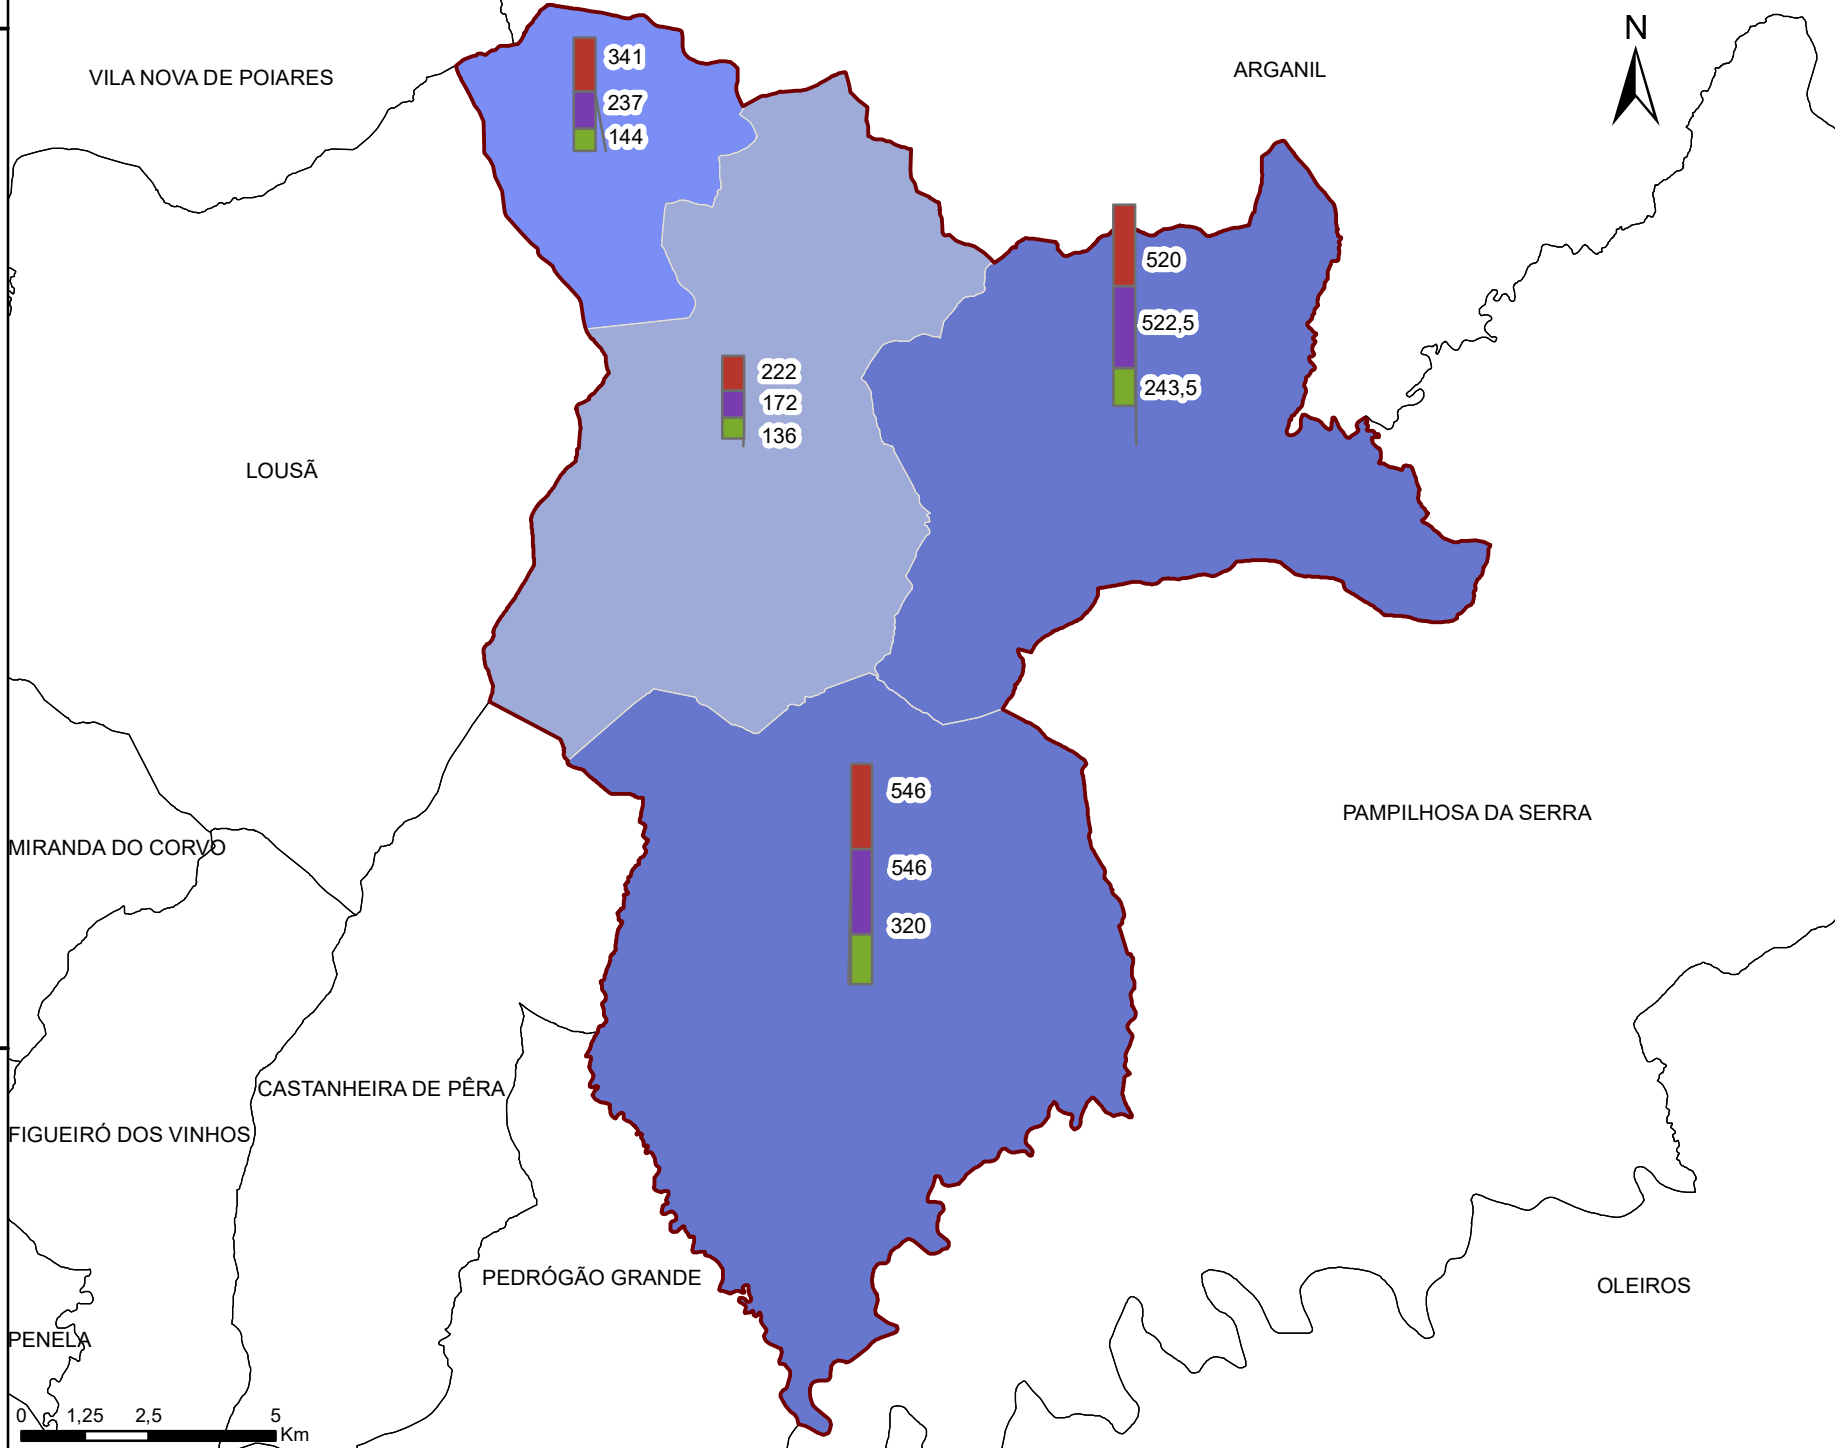 N
VILA NOVA DE POIARES
341
237
144
ARGANIL
520
522,5
243,5
222
172
136
LOUSÃ
546
546
320
PAMPILHOSA DA SERRA
MIRANDA DO CORVO
CASTANHEIRA DE PÊRA
FIGUEIRÓ DOS VINHOS
PEDRÓGÃO GRANDE
OLEIROS
PENELA
0 1,25 2,5 5
Km